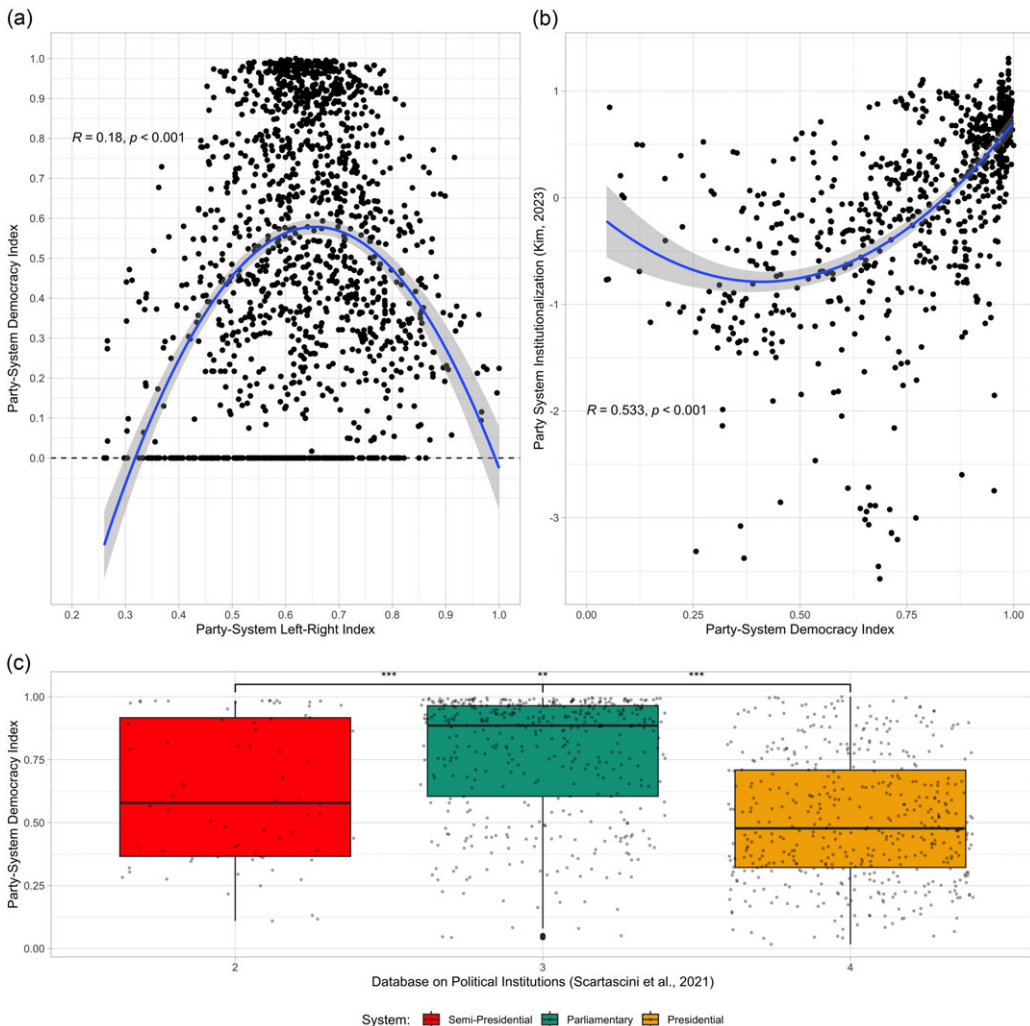 (a)
Party-System Democracy Index
1.0
0.9
0.8
0.7
0.6
0.5
0.4
0.3
0.2
0.1
0.0
R = 0.18, p < 0.001
0.2 0.3 0.4 0.5 0.6 0.7 0.8 0.9 1.0
Party-System Left-Right Index
(b)
Party System Institutionalization (Kim, 2023)
1
0
-1
-2
-3
R = 0.533, p < 0.001
0.00 0.25 0.50 0.75 1.00
Party-System Democracy Index
(c)
Party-System Democracy Index
1.00
0.75
0.50
0.25
0.00
*** ** ***
2 3 4
Database on Political Institutions (Scartascini et al., 2021)
System: Semi-Presidential Parliamentary Presidential